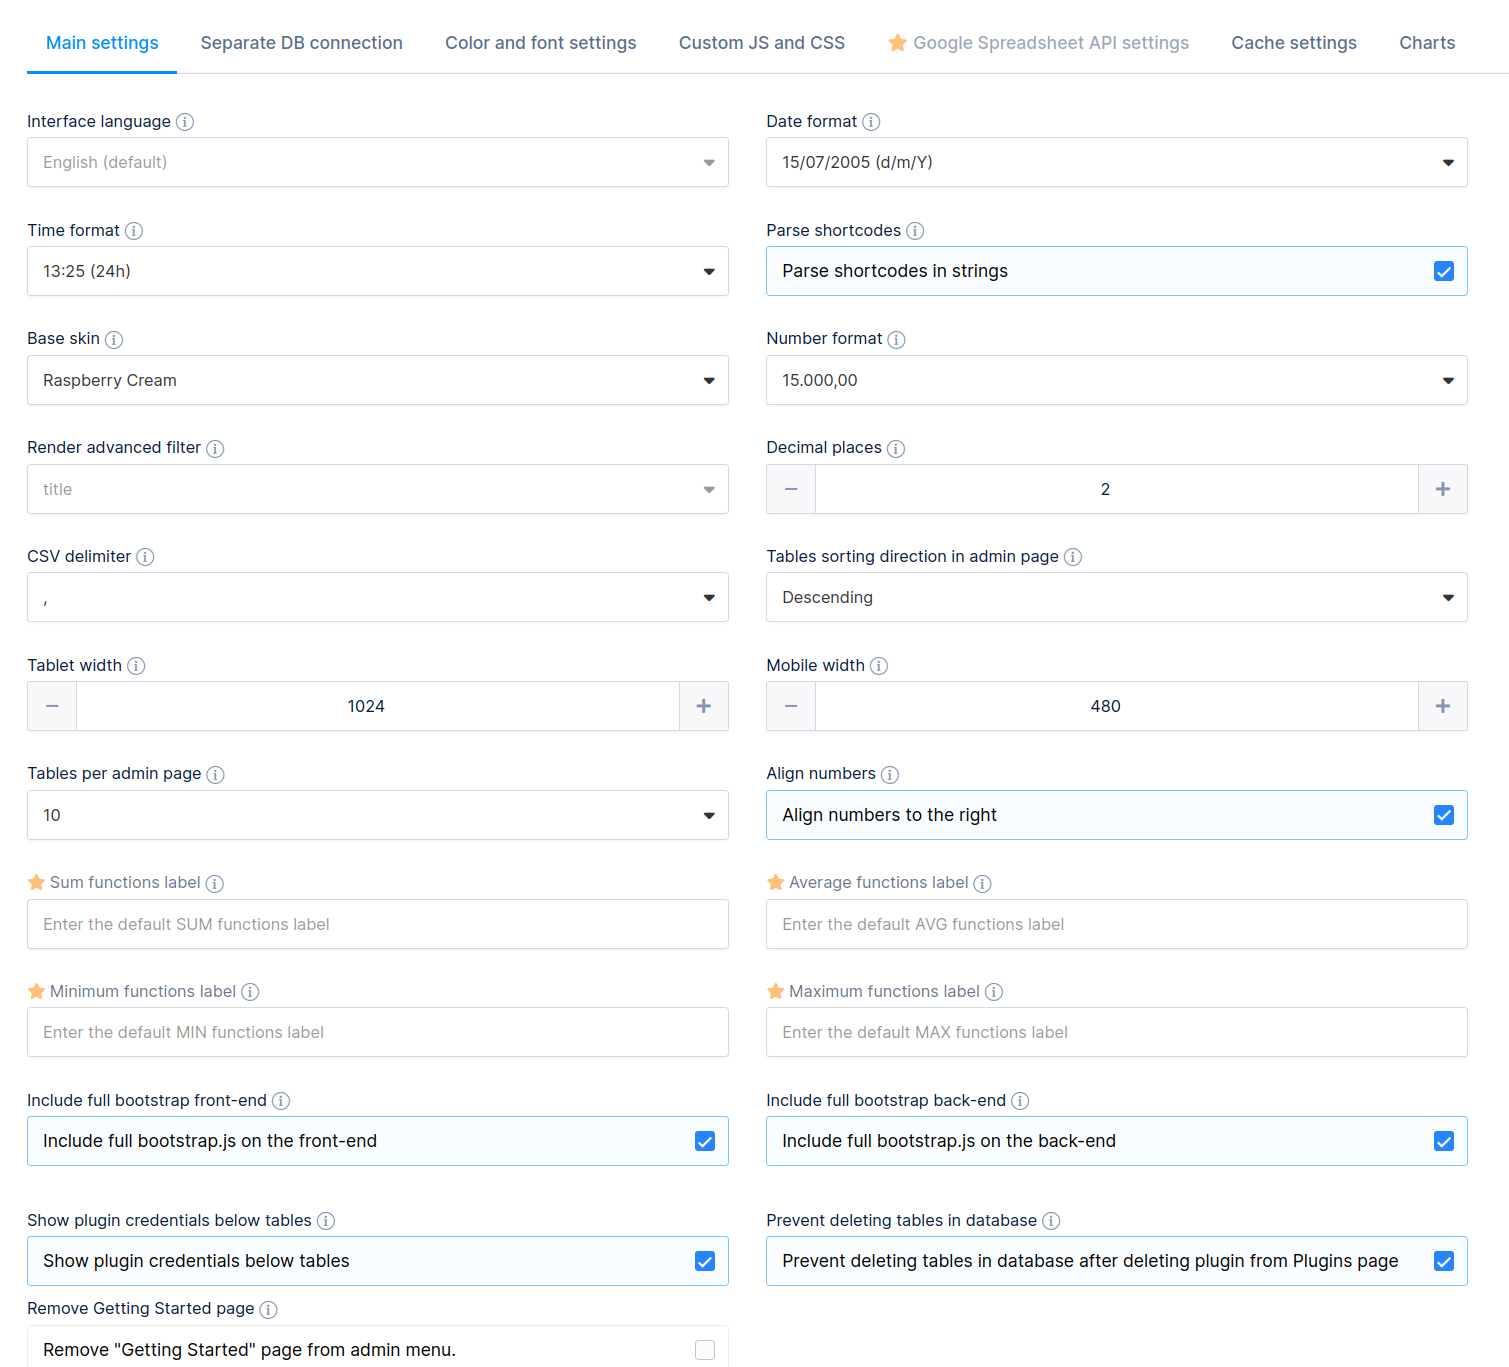 Main settings Separate DB connection Color and font settings Custom JS and CSS Google Spreadsheet API settings Cache settings Charts
Interface language
English (default)
Date format
15/07/2005 (d/m/Y)
Time format
13:25 (24h)
Parse shortcodes
Parse shortcodes in strings
Base skin
Raspberry Cream
Number format
15.000,00
Render advanced filter
title
Decimal places
2
CSV delimiter
,
Tables sorting direction in admin page
Descending
Tablet width
1024
Mobile width
480
Tables per admin page
10
Align numbers
Align numbers to the right
Sum functions label
Enter the default SUM functions label
Average functions label
Enter the default AVG functions label
Minimum functions label
Enter the default MIN functions label
Maximum functions label
Enter the default MAX functions label
Include full bootstrap front-end
Include full bootstrap.js on the front-end
Include full bootstrap back-end
Include full bootstrap.js on the back-end
Show plugin credentials below tables
Show plugin credentials below tables
Prevent deleting tables in database
Prevent deleting tables in database after deleting plugin from Plugins page
Remove Getting Started page
Remove "Getting Started" page from admin menu.